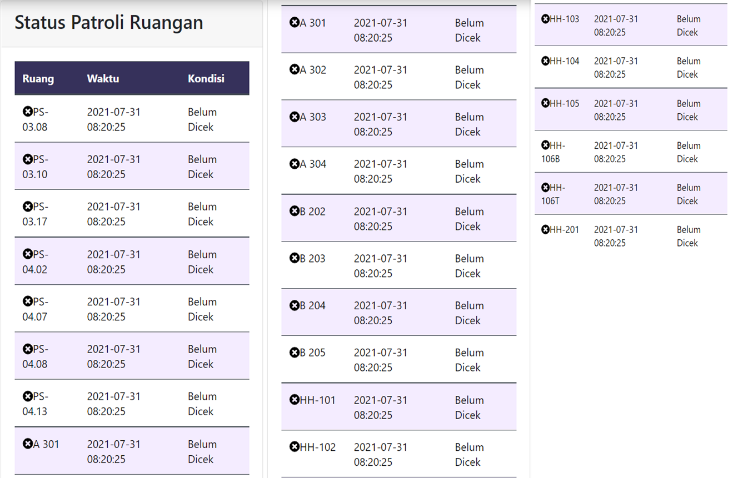 Status Patroli Ruangan
Ruang Waktu Kondisi
PS- 2021-07-31 Belum
03.08 08:20:25 Dicek
PS- 2021-07-31 Belum
03.10 08:20:25 Dicek
PS- 2021-07-31 Belum
03.17 08:20:25 Dicek
PS- 2021-07-31 Belum
04.02 08:20:25 Dicek
PS- 2021-07-31 Belum
04.07 08:20:25 Dicek
PS- 2021-07-31 Belum
04.08 08:20:25 Dicek
PS- 2021-07-31 Belum
04.13 08:20:25 Dicek
A 301 2021-07-31 Belum
08:20:25 Dicek
A 301 2021-07-31 Belum
08:20:25 Dicek
A 302 2021-07-31 Belum
08:20:25 Dicek
A 303 2021-07-31 Belum
08:20:25 Dicek
A 304 2021-07-31 Belum
08:20:25 Dicek
B 202 2021-07-31 Belum
08:20:25 Dicek
B 203 2021-07-31 Belum
08:20:25 Dicek
B 204 2021-07-31 Belum
08:20:25 Dicek
B 205 2021-07-31 Belum
08:20:25 Dicek
HH-101 2021-07-31 Belum
08:20:25 Dicek
HH-102 2021-07-31 Belum
08:20:25 Dicek
HH-103 2021-07-31 Belum
08:20:25 Dicek
HH-104 2021-07-31 Belum
08:20:25 Dicek
HH-105 2021-07-31 Belum
08:20:25 Dicek
HH- 2021-07-31 Belum
106B 08:20:25 Dicek
HH- 2021-07-31 Belum
106T 08:20:25 Dicek
HH-201 2021-07-31 Belum
08:20:25 Dicek